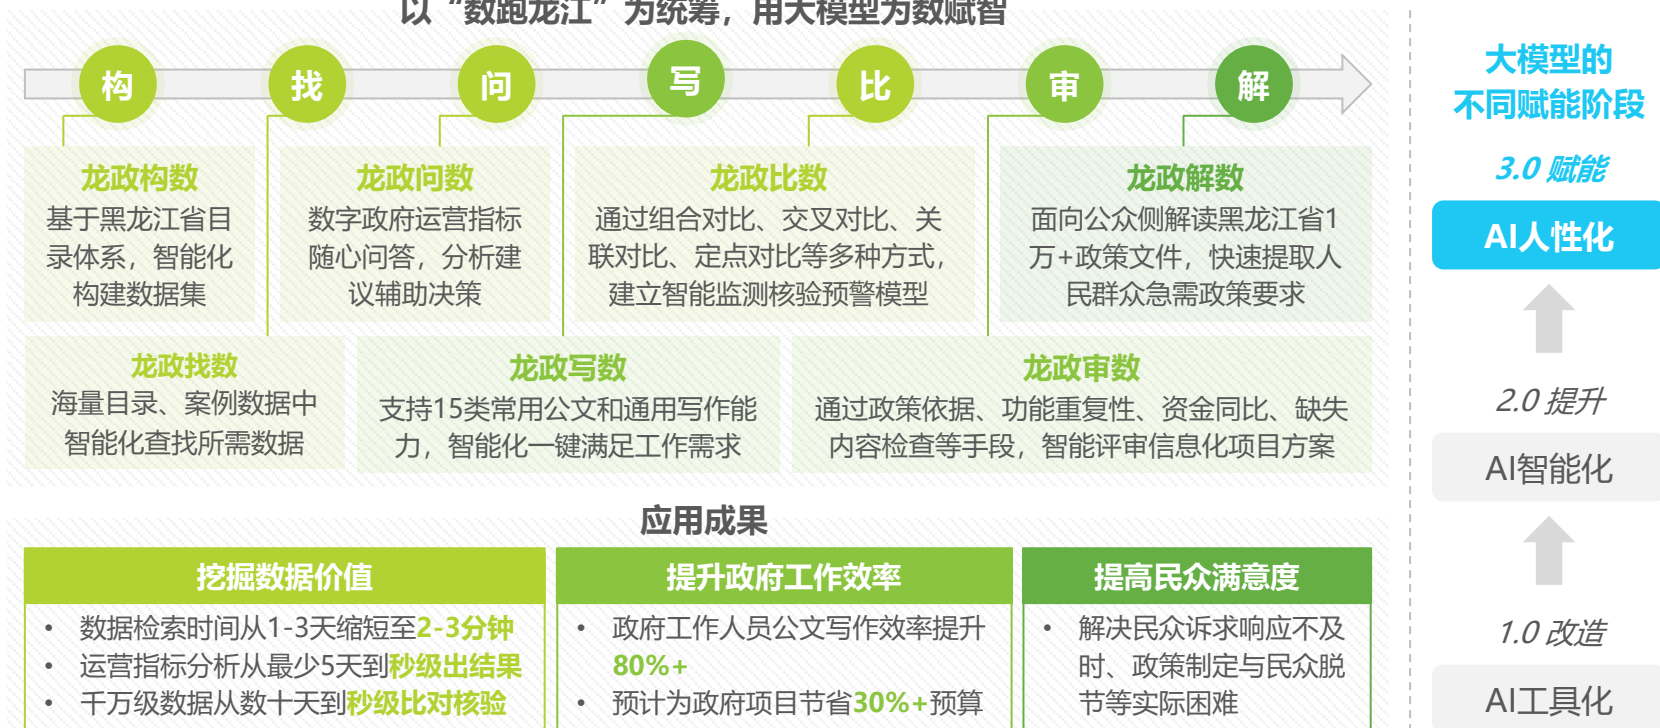 以“数跑龙江”为统筹，用大模型为数赋智
构
找
问
写
比
审
解
龙政构数
基于黑龙江省目
录体系，智能化
构建数据集
龙政问数
数字政府运营指标
随心问答，分析建
议辅助决策
龙政比数
通过组合对比、交叉对比、关
联对比、定点对比等多种方式，
建立智能监测核验预警模型
龙政解数
面向公众侧解读黑龙江省1
万+政策文件，快速提取人
民群众急需政策要求
龙政找数
海量目录、案例数据中
智能化查找所需数据
龙政写数
支持15类常用公文和通用写作能
力，智能化一键满足工作需求
龙政审数
通过政策依据、功能重复性、资金同比、缺失
内容检查等手段，智能评审信息化项目方案
应用成果
挖掘数据价值
• 数据检索时间从1-3天缩短至2-3分钟
• 运营指标分析从最少5天到秒级出结果
• 千万级数据从数十天到秒级比对核验
提升政府工作效率
• 政府工作人员公文写作效率提升
80%+
• 预计为政府项目节省30%+预算
提高民众满意度
• 解决民众诉求响应不及
时、政策制定与民众脱
节等实际困难
大模型的
不同赋能阶段
3.0 赋能
AI人性化
2.0 提升
AI智能化
1.0 改造
AI工具化